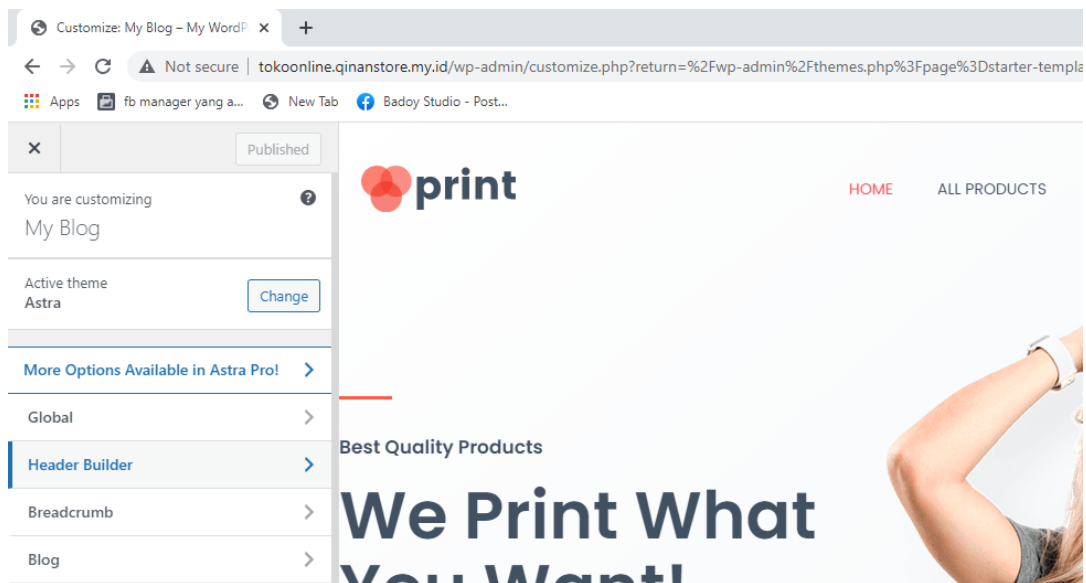 Customize: My Blog – My WordP
Not secure | tokoonline.qinanstore.my.id/wp-admin/customize.php?return=%2Fwp-admin%2Fthemes.php%3Fpage%3Dstarter-templa
Apps fb manager yang a... New Tab Badoy Studio - Post...
Published
You are customizing
My Blog
Active theme
Astra
Change
More Options Available in Astra Pro!
Global
Header Builder
Breadcrumb
Blog
print
HOME ALL PRODUCTS
Best Quality Products
We Print What
You Want!